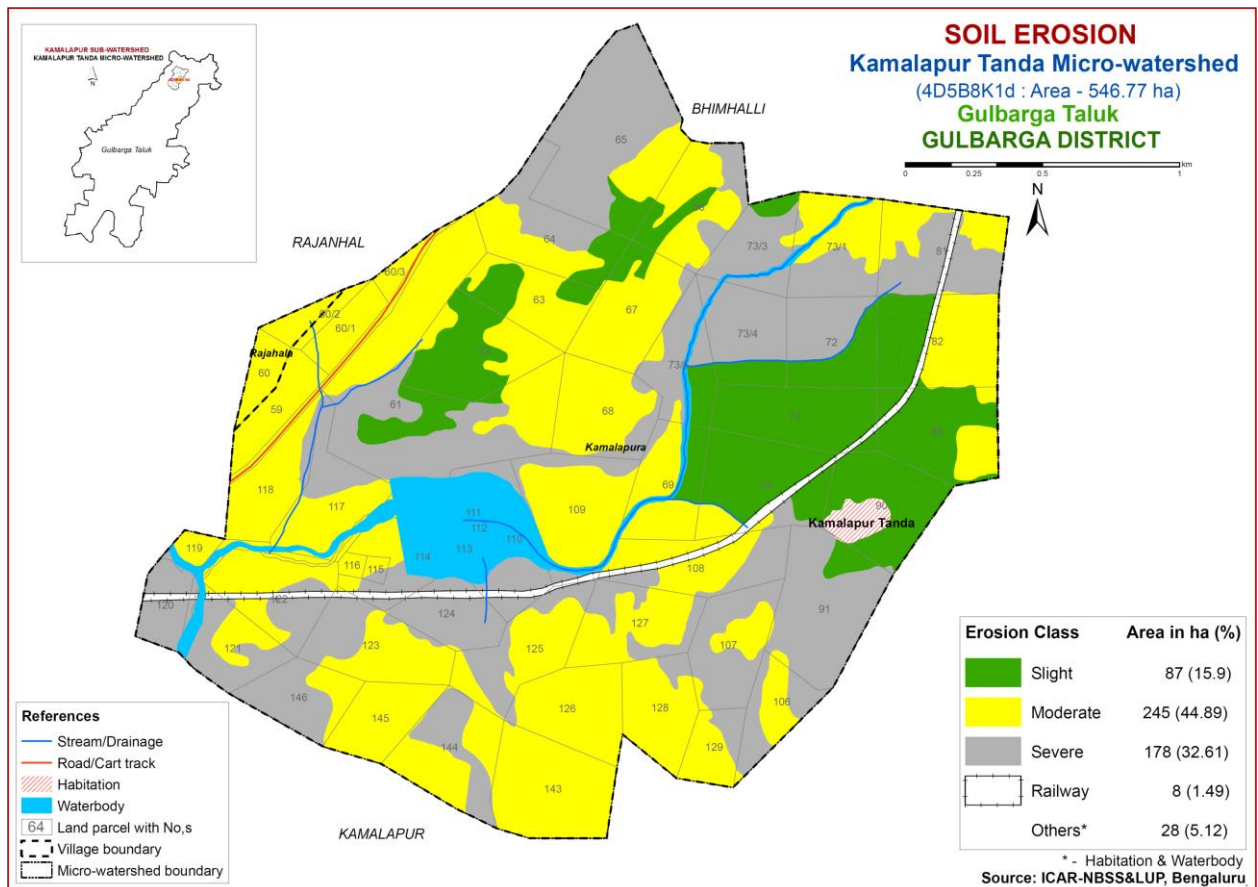 KAMALAPUR SUB-WATERSHED
KAMALAPUR TANDA MICRO-WATERSHED
N
Gulbarga Taluk
SOIL EROSION
Kamalapur Tanda Micro-watershed
(4D5B8K1d : Area - 546.77 ha)
Gulbarga Taluk
GULBARGA DISTRICT
km
0 0.25 0.5 1
N
BHIMHALLI
RAJANHAL
65
64
73/3
73/1
81
60/3
63
67
60/2
60/1
73/4
72
82
Rajahala
60
59
61
68
71
Kamalapura
118
117
69
109
90
Kamalapur Tanda
111
112
110
113
114
119
116
115
108
120
122
124
91
121
123
125
127
107
146
145
126
128
106
144
129
143
KAMALAPUR
References
Stream/Drainage
Road/Cart track
Habitation
Waterbody
64 Land parcel with No,s
Village boundary
Micro-watershed boundary
Erosion Class Area in ha (%)
Slight 87 (15.9)
Moderate 245 (44.89)
Severe 178 (32.61)
Railway 8 (1.49)
Others* 28 (5.12)
* - Habitation & Waterbody
Source: ICAR-NBSS&LUP, Bengaluru